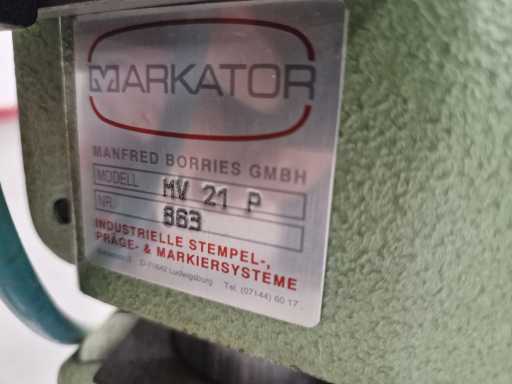 MARKATOR
MANFRED BORRIES GMBH
MODELL MV 21 P
NR. 863
INDUSTRIELLE STEMPEL-,
PRÄGE- & MARKIERSYSTEME
D-71642 Ludwigsburg Tel. (07144) 60 17